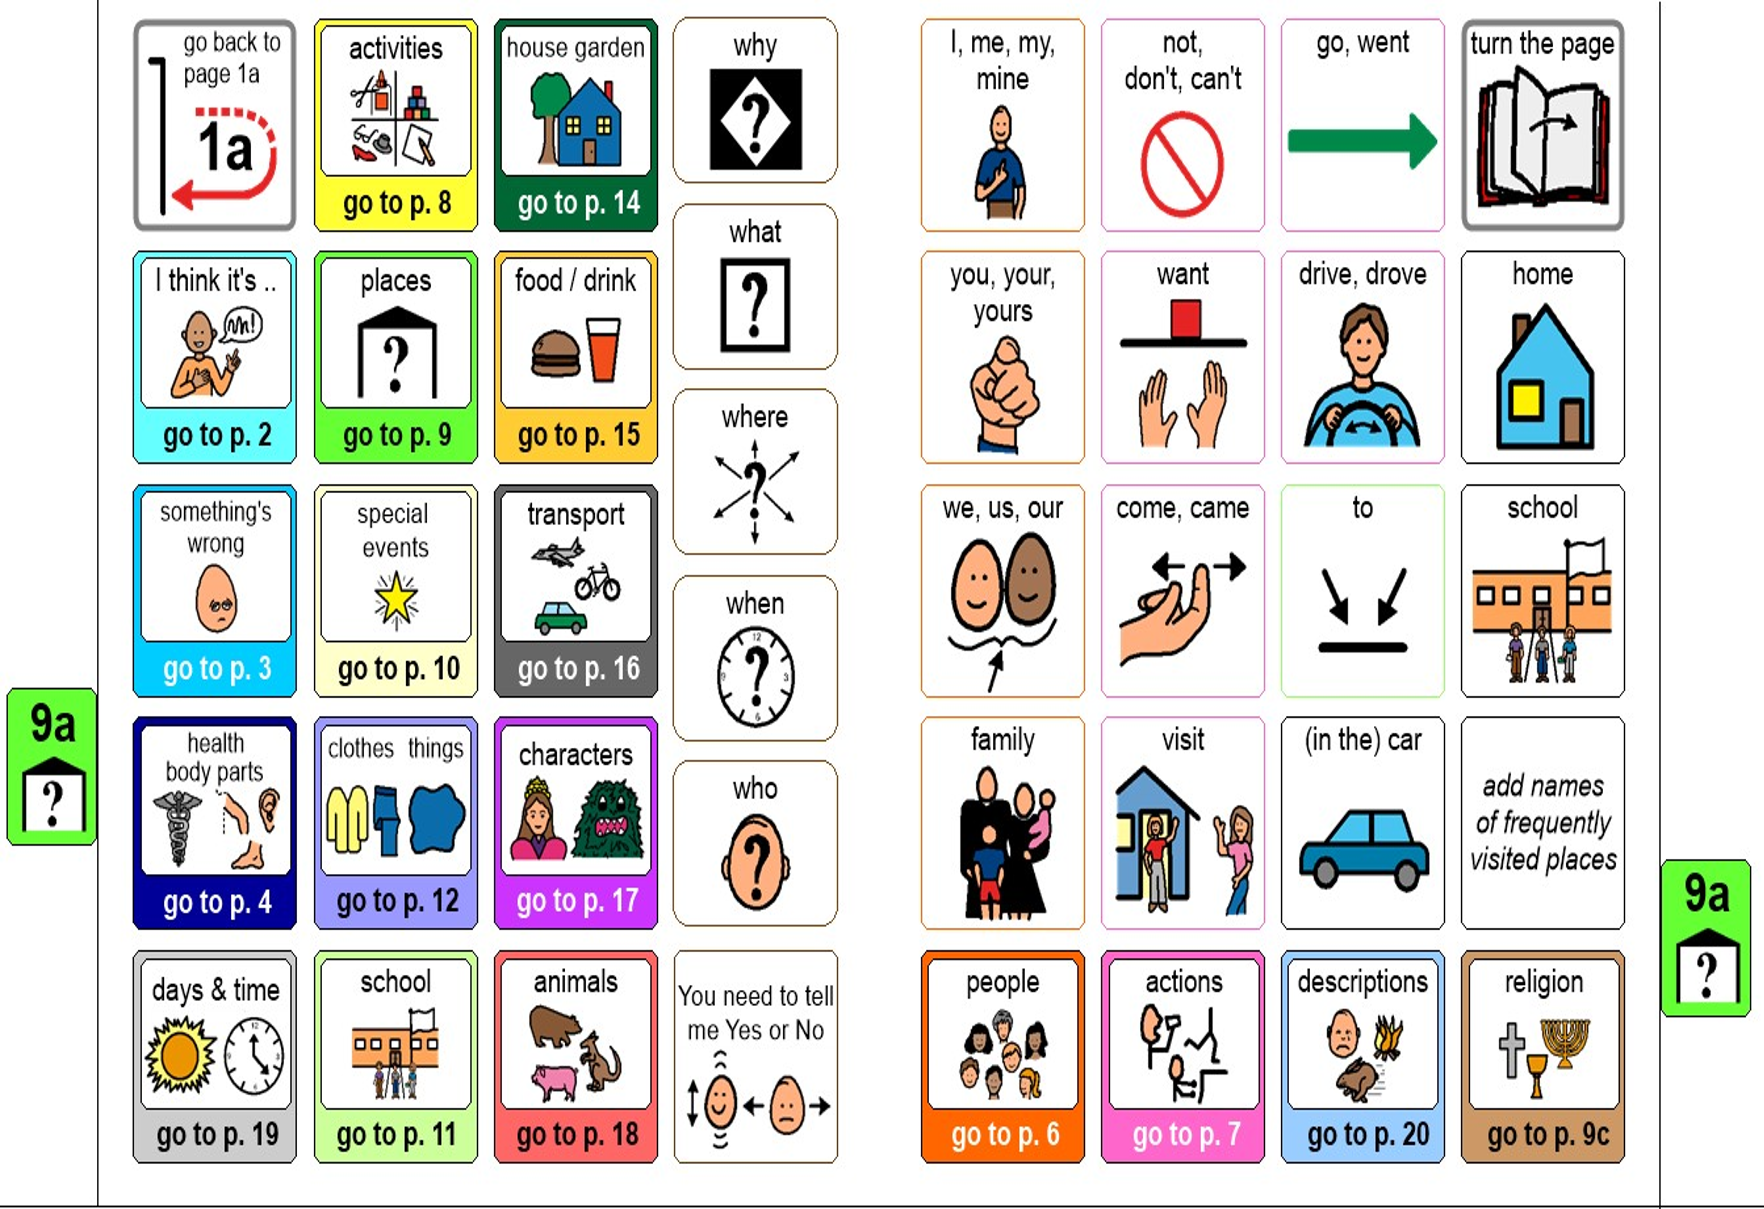 go back to
page 1a
1a
activities
go to p. 8
house garden
go to p. 14
why
?
I think it's ..
go to p. 2
places
?
go to p. 9
food / drink
go to p. 15
what
?
something's
wrong
go to p. 3
special
events
go to p. 10
transport
go to p. 16
where
?
when
12
9
3
6
?
health
body parts
go to p. 4
clothes things
go to p. 12
characters
go to p. 17
who
?
days & time
go to p. 19
school
go to p. 11
animals
go to p. 18
You need to tell
me Yes or No
9a
?
I, me, my,
mine
not,
don't, can't
go, went
turn the page
you, your,
yours
want
drive, drove
home
we, us, our
come, came
to
school
family
visit
(in the) car
add names
of frequently
visited places
people
go to p. 6
actions
go to p. 7
descriptions
go to p. 20
religion
go to p. 9c
9a
?